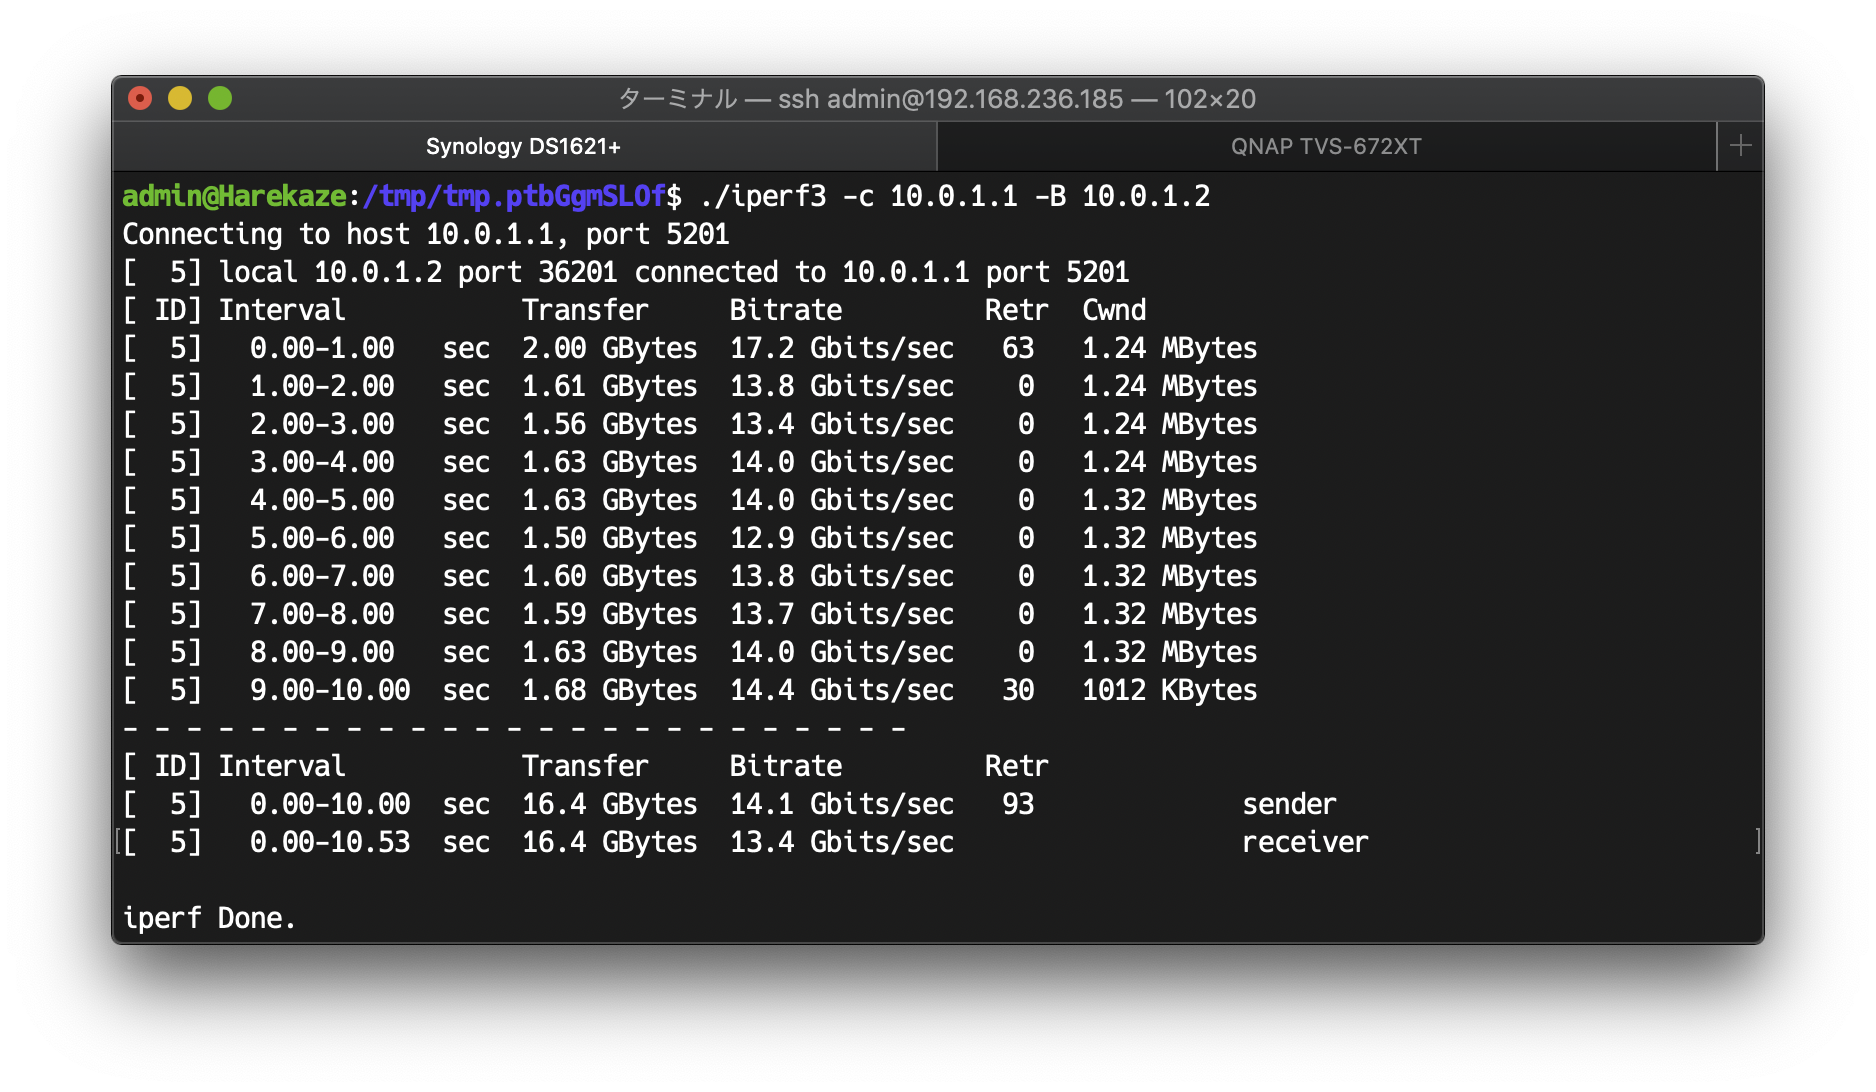 ターミナル — ssh admin@192.168.236.185 — 102×20
Synology DS1621+ QNAP TVS-672XT +
admin@Harekaze:/tmp/tmp.ptbGgmSLOf$ ./iperf3 -c 10.0.1.1 -B 10.0.1.2
Connecting to host 10.0.1.1, port 5201
[  5] local 10.0.1.2 port 36201 connected to 10.0.1.1 port 5201
[ ID] Interval           Transfer     Bitrate         Retr  Cwnd
[  5]   0.00-1.00   sec  2.00 GBytes  17.2 Gbits/sec   63   1.24 MBytes
[  5]   1.00-2.00   sec  1.61 GBytes  13.8 Gbits/sec    0   1.24 MBytes
[  5]   2.00-3.00   sec  1.56 GBytes  13.4 Gbits/sec    0   1.24 MBytes
[  5]   3.00-4.00   sec  1.63 GBytes  14.0 Gbits/sec    0   1.24 MBytes
[  5]   4.00-5.00   sec  1.63 GBytes  14.0 Gbits/sec    0   1.32 MBytes
[  5]   5.00-6.00   sec  1.50 GBytes  12.9 Gbits/sec    0   1.32 MBytes
[  5]   6.00-7.00   sec  1.60 GBytes  13.8 Gbits/sec    0   1.32 MBytes
[  5]   7.00-8.00   sec  1.59 GBytes  13.7 Gbits/sec    0   1.32 MBytes
[  5]   8.00-9.00   sec  1.63 GBytes  14.0 Gbits/sec    0   1.32 MBytes
[  5]   9.00-10.00  sec  1.68 GBytes  14.4 Gbits/sec   30   1012 KBytes
- - - - - - - - - - - - - - - - - - - - - - - - -
[ ID] Interval           Transfer     Bitrate         Retr
[  5]   0.00-10.00  sec  16.4 GBytes  14.1 Gbits/sec   93             sender
[  5]   0.00-10.53  sec  16.4 GBytes  13.4 Gbits/sec                  receiver
iperf Done.